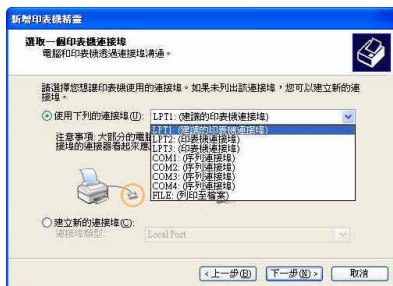 新增印表機精靈
選取一個印表機連接埠
電腦和印表機透過連接埠溝通。
請選擇您想讓印表機使用的連接埠。如果未列出該連接埠，您可以建立新的連
接埠。
使用下列的連接埠(U):
LPT1: (建議的印表機連接埠)
LPT1: (建議的印表機連接埠)
注意事項: 大部分的電腦
LPT2: (印表機連接埠)
接埠的連接器看起來應
LPT3: (印表機連接埠)
COM1: (序列連接埠)
COM2: (序列連接埠)
COM3: (序列連接埠)
COM4: (序列連接埠)
FILE: (列印至檔案)
建立新的連接埠(C):
連接埠類型:
Local Port
<上一步(B)
下一步(N)>
取消